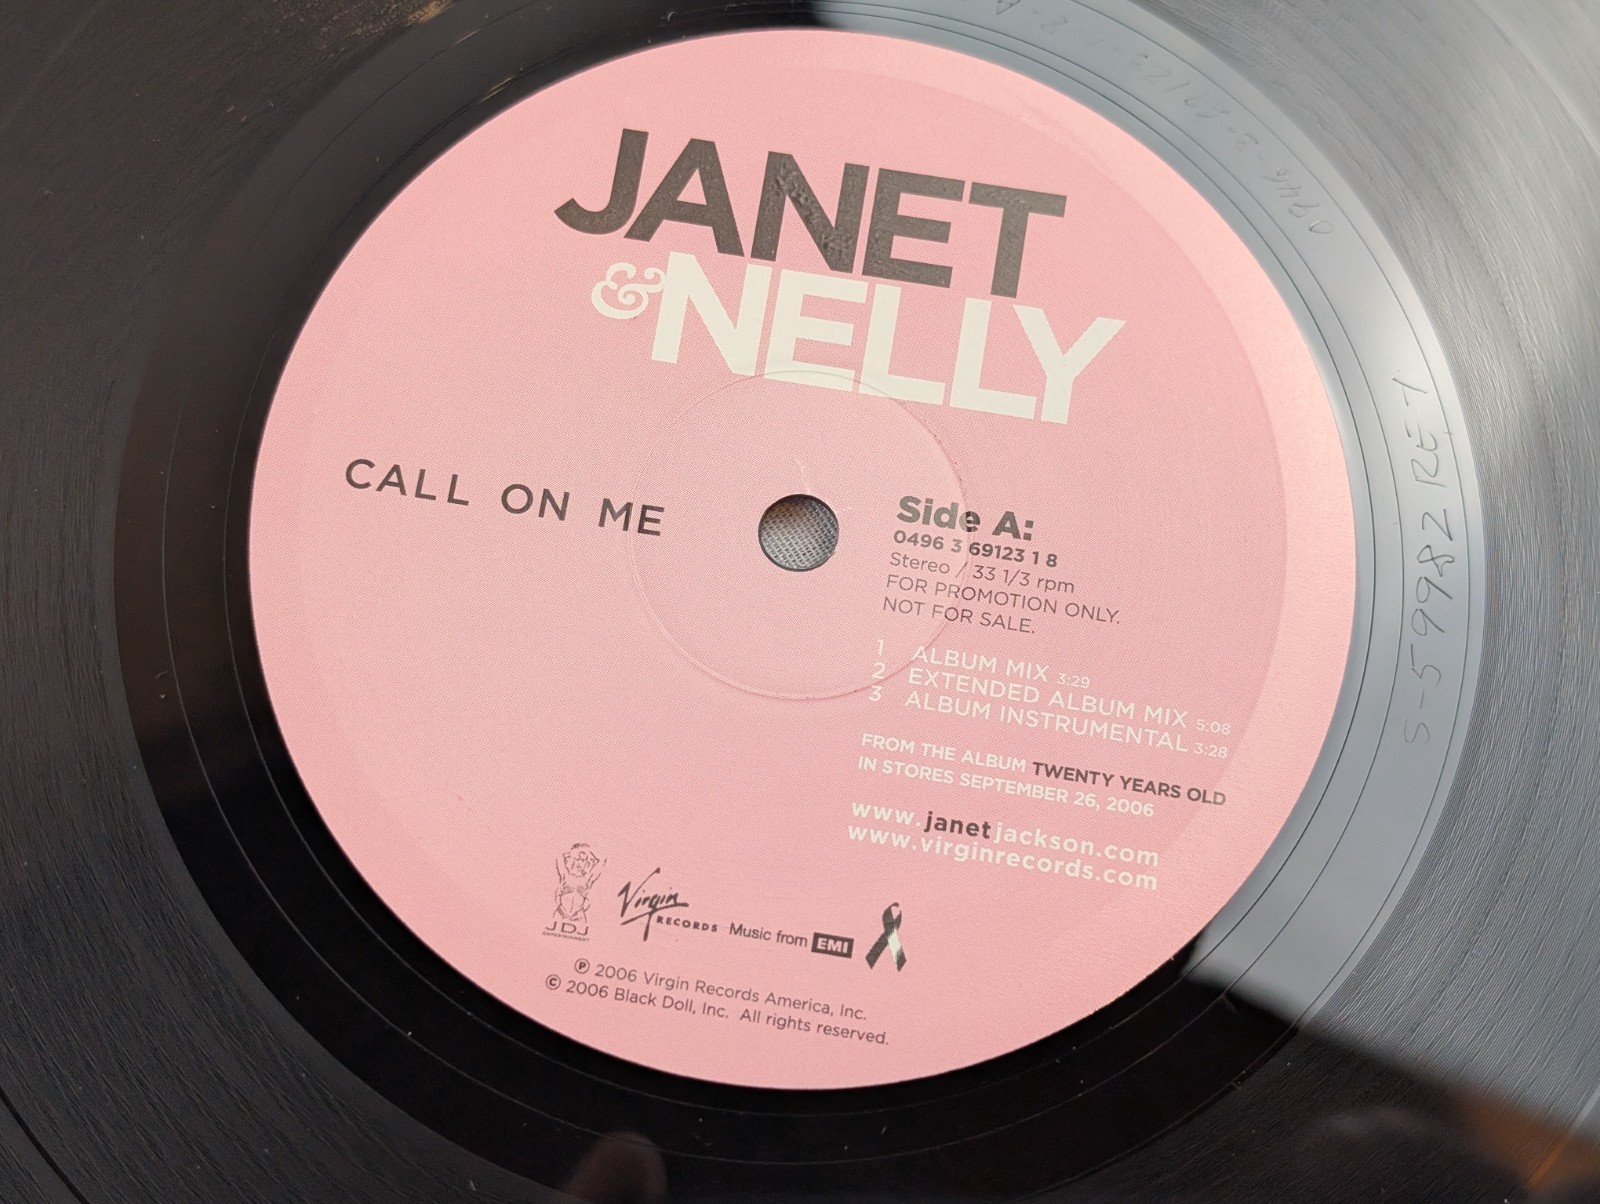 JANET
& NELLY
CALL ON ME
Side A:
0496 3 69123 1 8
Stereo / 33 1/3 rpm
FOR PROMOTION ONLY.
NOT FOR SALE.
1 ALBUM MIX 3:29
2 EXTENDED ALBUM MIX 5:08
3 ALBUM INSTRUMENTAL 3:28
FROM THE ALBUM TWENTY YEARS OLD
IN STORES SEPTEMBER 26, 2006
www.janetjackson.com
www.virginrecords.com
JDJ
ENTERTAINMENT
Virgin RECORDS Music from EMI
℗ 2006 Virgin Records America, Inc.
© 2006 Black Doll, Inc. All rights reserved.
S-59982 RE1